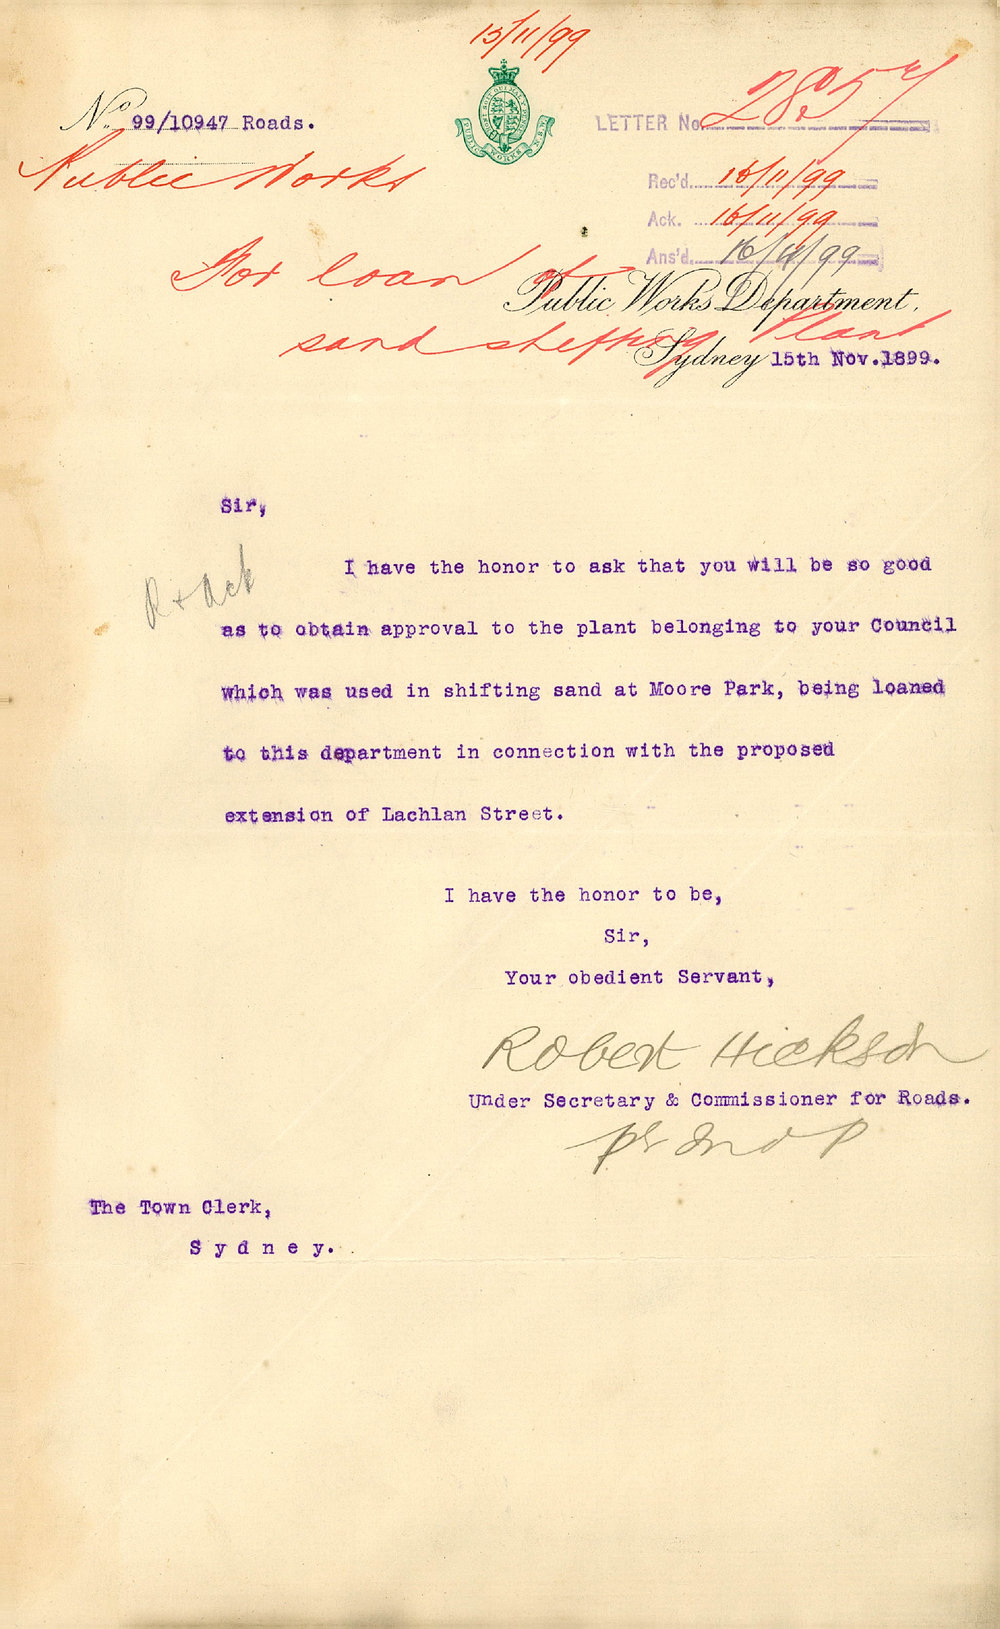 15/11/99
No. 99/10947 Roads.
LETTER No. 2857
Public Works
Rec'd. 16/11/99
Ack. 16/11/99
Ans'd. 16/11/99
PUBLIC WORKS N.S.W.
For loan of
Public Works Department,
sand shifting Plant
Sydney 15th Nov. 1899.
Sir,
I have the honor to ask that you will be so good
R & Ack
as to obtain approval to the plant belonging to your Council
which was used in shifting sand at Moore Park, being loaned
to this department in connection with the proposed
extension of Lachlan Street.
I have the honor to be,
Sir,
Your obedient Servant,
Robert Hickson
Under Secretary & Commissioner for Roads.
The Town Clerk,
Sydney.